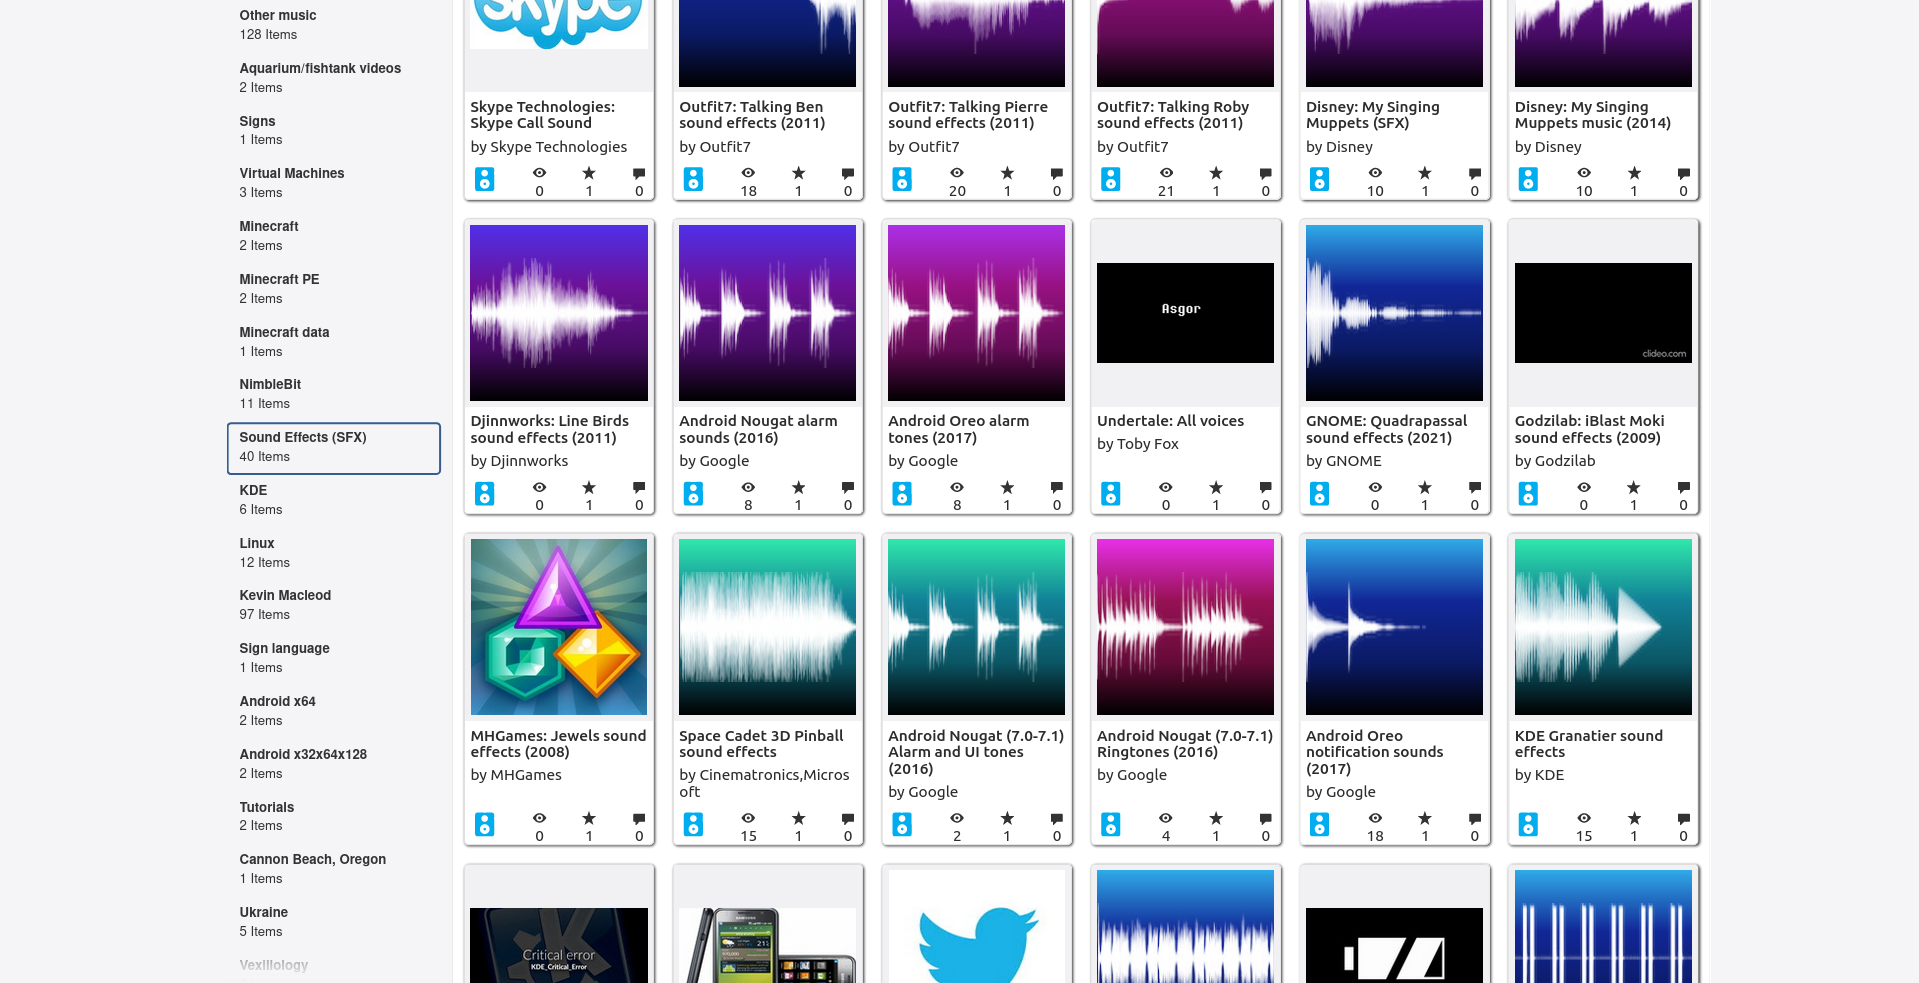 Other music
128 Items
Aquarium/fishtank videos
2 Items
Signs
1 Items
Virtual Machines
3 Items
Minecraft
2 Items
Minecraft PE
2 Items
Minecraft data
1 Items
NimbleBit
11 Items
Sound Effects (SFX)
40 Items
KDE
6 Items
Linux
12 Items
Kevin Macleod
97 Items
Sign language
1 Items
Android x64
2 Items
Android x32x64x128
2 Items
Tutorials
2 Items
Cannon Beach, Oregon
1 Items
Ukraine
5 Items
Vexillology
skype
Skype Technologies:
Skype Call Sound
by Skype Technologies
0 1 0
Outfit7: Talking Ben
sound effects (2011)
by Outfit7
18 1 0
Outfit7: Talking Pierre
sound effects (2011)
by Outfit7
20 1 0
Outfit7: Talking Roby
sound effects (2011)
by Outfit7
21 1 0
Disney: My Singing
Muppets (SFX)
by Disney
10 1 0
Disney: My Singing
Muppets music (2014)
by Disney
10 1 0
Djinnworks: Line Birds
sound effects (2011)
by Djinnworks
0 1 0
Android Nougat alarm
sounds (2016)
by Google
8 1 0
Android Oreo alarm
tones (2017)
by Google
8 1 0
Asgor
Undertale: All voices
by Toby Fox
0 1 0
GNOME: Quadrapassal
sound effects (2021)
by GNOME
0 1 0
clideo.com
Godzilab: iBlast Moki
sound effects (2009)
by Godzilab
0 1 0
MHGames: Jewels sound
effects (2008)
by MHGames
0 1 0
Space Cadet 3D Pinball
sound effects
by Cinematronics,Micros
oft
15 1 0
Android Nougat (7.0-7.1)
Alarm and UI tones
(2016)
by Google
2 1 0
Android Nougat (7.0-7.1)
Ringtones (2016)
by Google
4 1 0
Android Oreo
notification sounds
(2017)
by Google
18 1 0
KDE Granatier sound
effects
by KDE
15 1 0
Critical error
KDE_Critical_Error